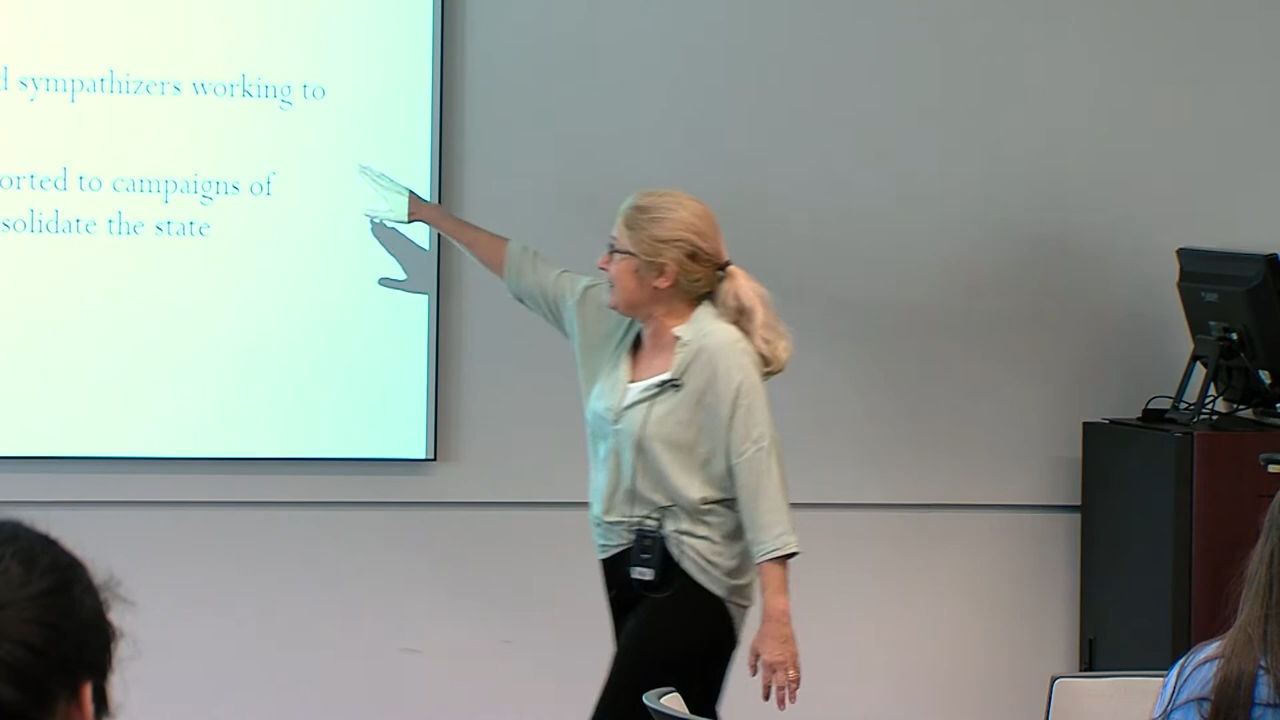 sympathizers working to
orted to campaigns of
solidate the state